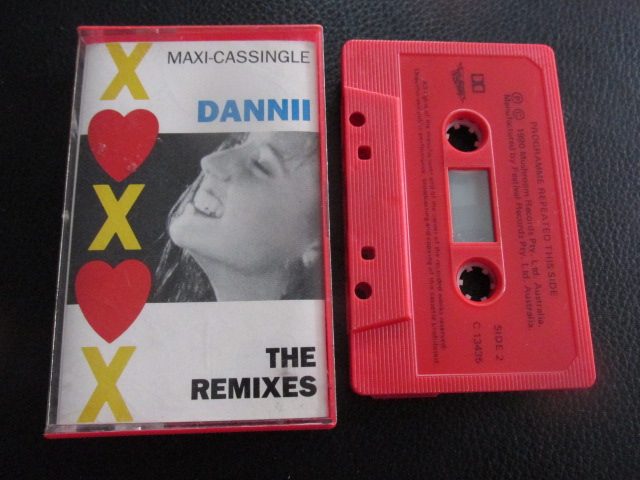 X
X
X
MAXI-CASSINGLE
DANNII
THE
REMIXES
PROGRAMME REPEATED THIS SIDE
Ⓟ © 1990 Mushroom Records Pty. Ltd. Australia.
Manufactured by Festival Records Pty. Ltd. Australia.
SIDE 2
C 13436